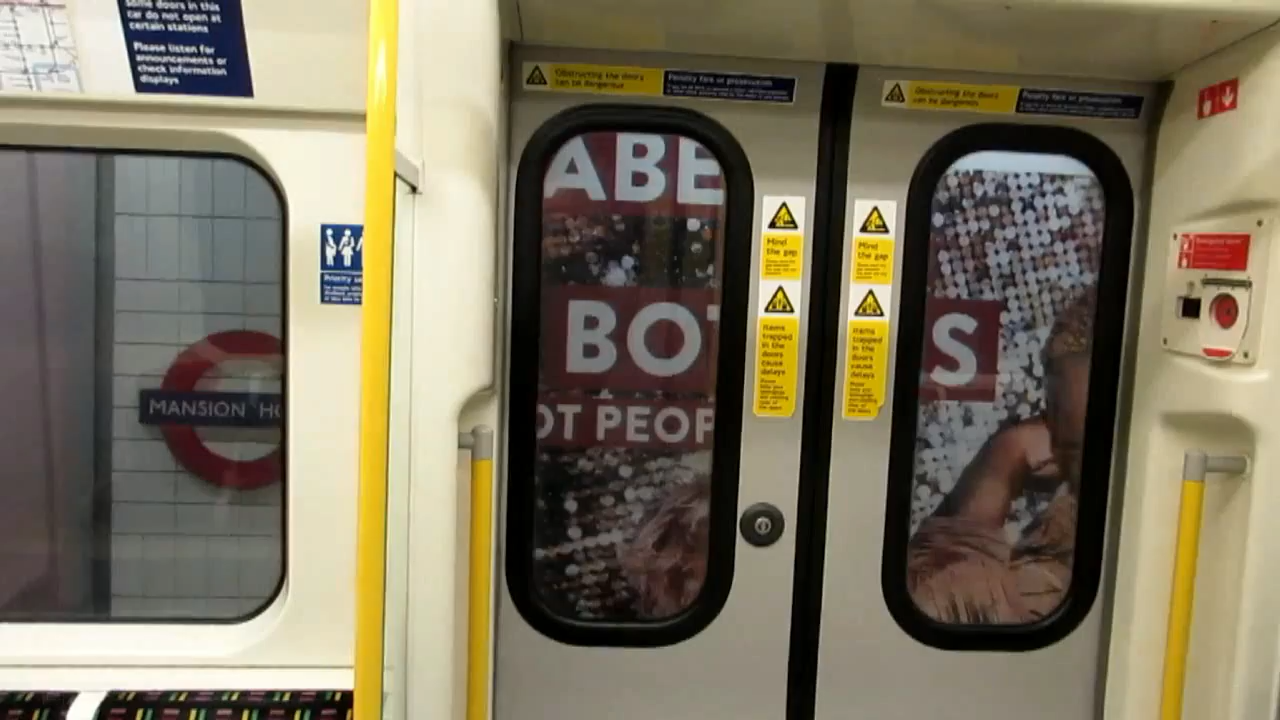 some doors in this
car do not open at
certain stations
Please listen for
announcements or
check information
displays
Obstructing the doors
can be dangerous
Penalty fare or prosecution
Obstructing the doors
can be dangerous
Penalty fare or prosecution
ABE
BOT
OT PEOP
S
MANSION HO
Priority
Mind
the gap
Items
trapped
in the
doors
cause
delays
Mind
the gap
Items
trapped
in the
doors
cause
delays